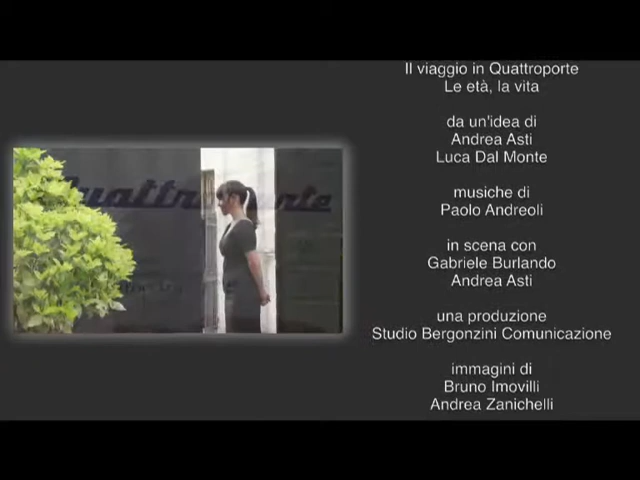 Il viaggio in Quattroporte
Le età, la vita
da un'idea di
Andrea Asti
Luca Dal Monte
musiche di
Paolo Andreoli
in scena con
Gabriele Burlando
Andrea Asti
una produzione
Studio Bergonzini Comunicazione
immagini di
Bruno Imovilli
Andrea Zanichelli